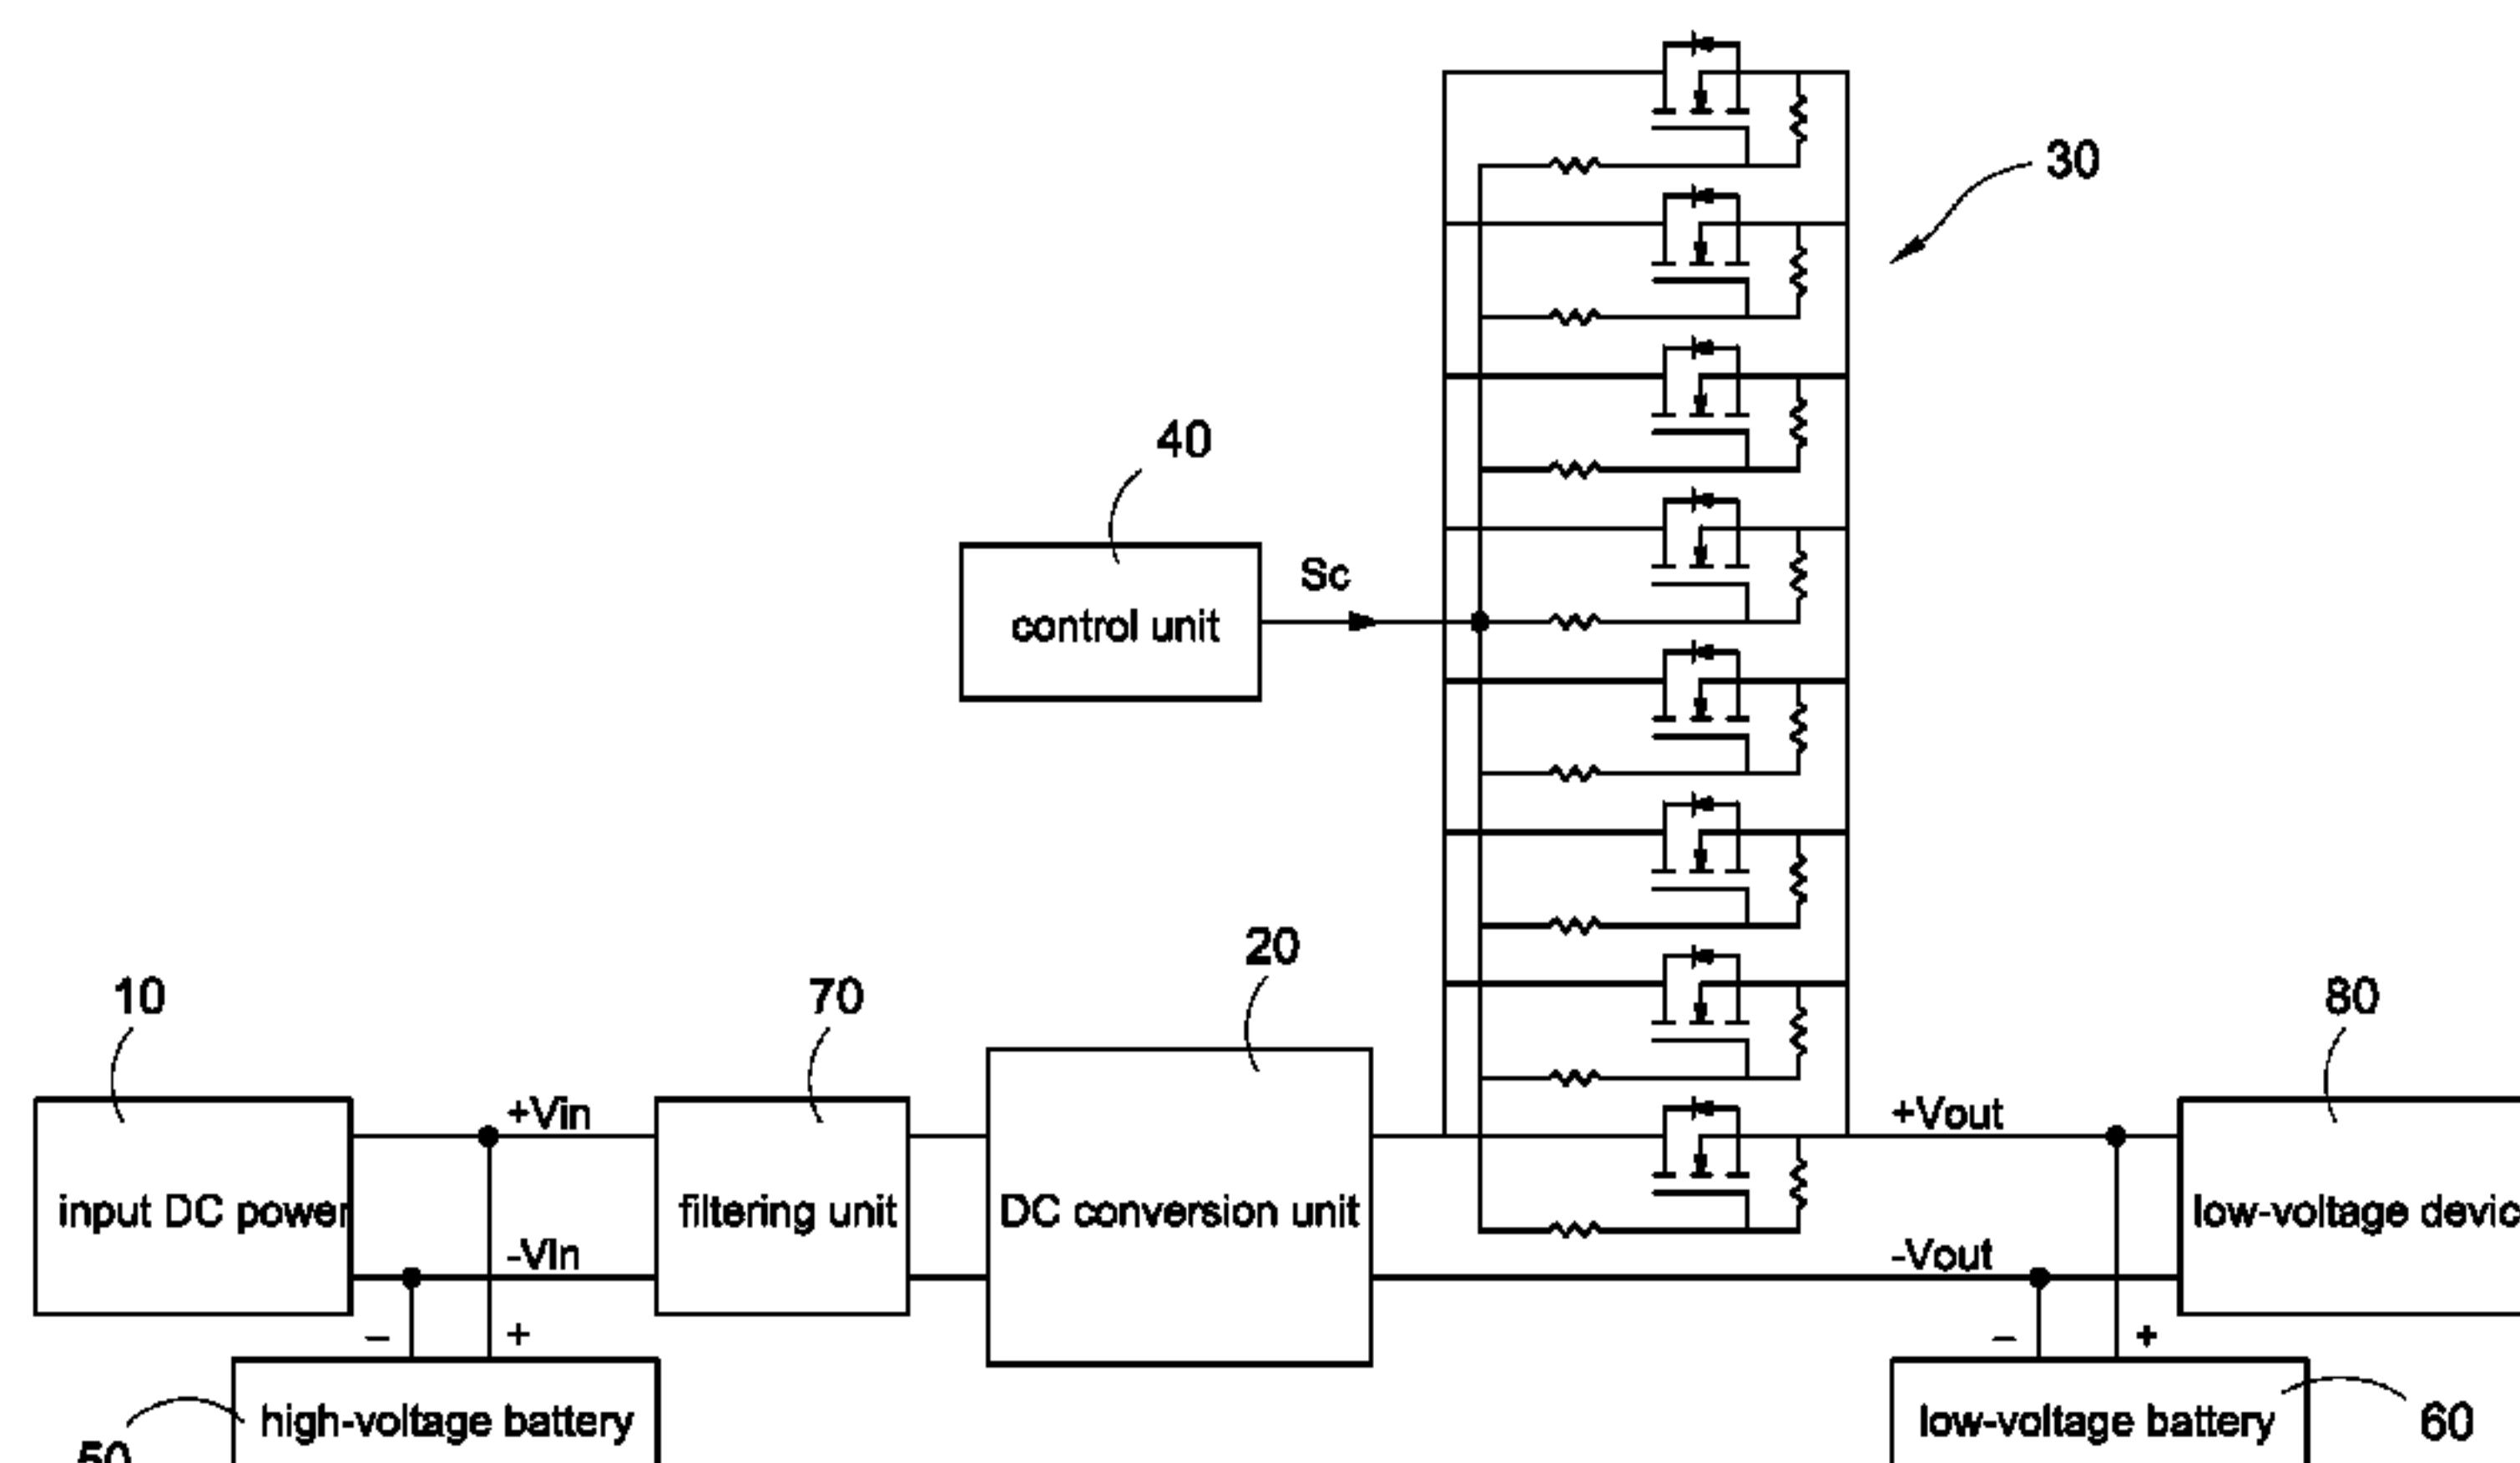 30
40
Sc
control unit
20
10
70
80
+Vin
+Vout
input DC power
filtering unit
DC conversion unit
low-voltage devic
-Vin
-Vout
– +
– +
high-voltage battery
low-voltage battery
60
50